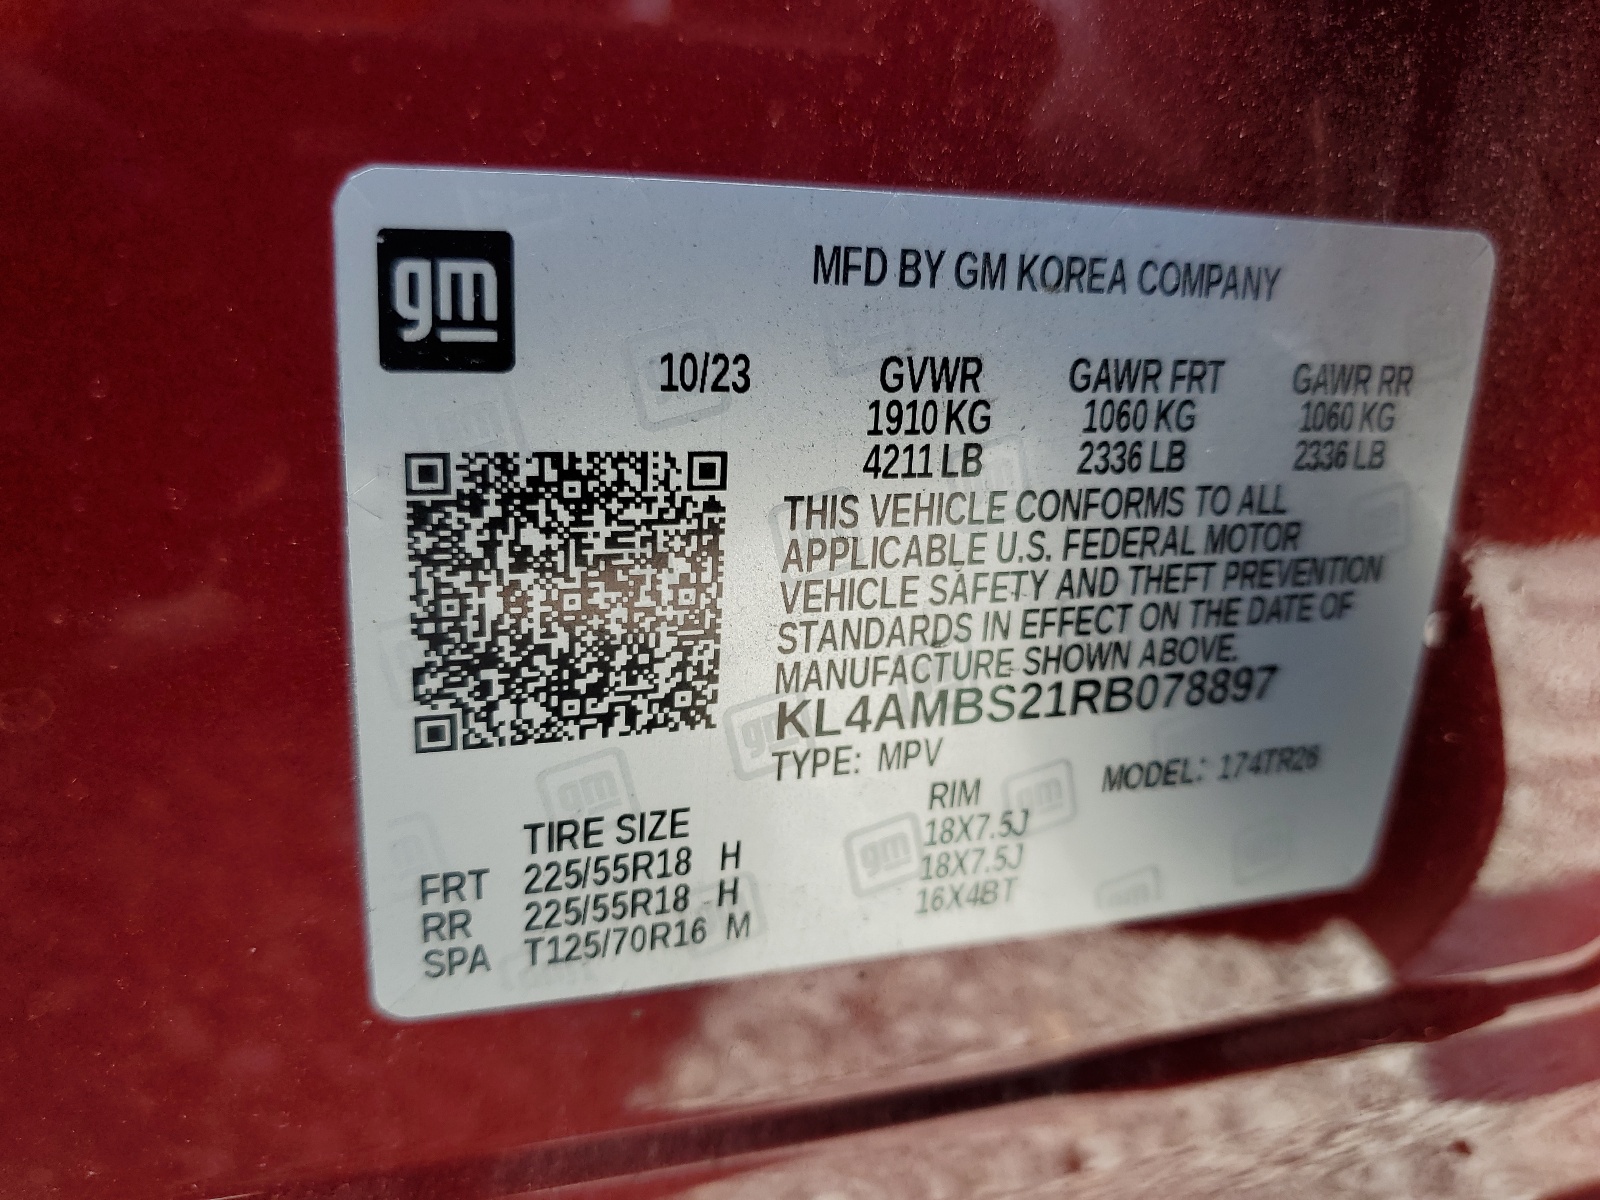 gm
MFD BY GM KOREA COMPANY
10/23 GVWR GAWR FRT GAWR RR
1910 KG 1060 KG 1060 KG
4211 LB 2336 LB 2336 LB
THIS VEHICLE CONFORMS TO ALL
APPLICABLE U.S. FEDERAL MOTOR
VEHICLE SAFETY AND THEFT PREVENTION
STANDARDS IN EFFECT ON THE DATE OF
MANUFACTURE SHOWN ABOVE.
KL4AMBS21RB078897
TYPE: MPV MODEL: 174TR26
TIRE SIZE RIM
FRT 225/55R18 H 18X7.5J
RR 225/55R18 H 18X7.5J
SPA T125/70R16 M 16X4BT